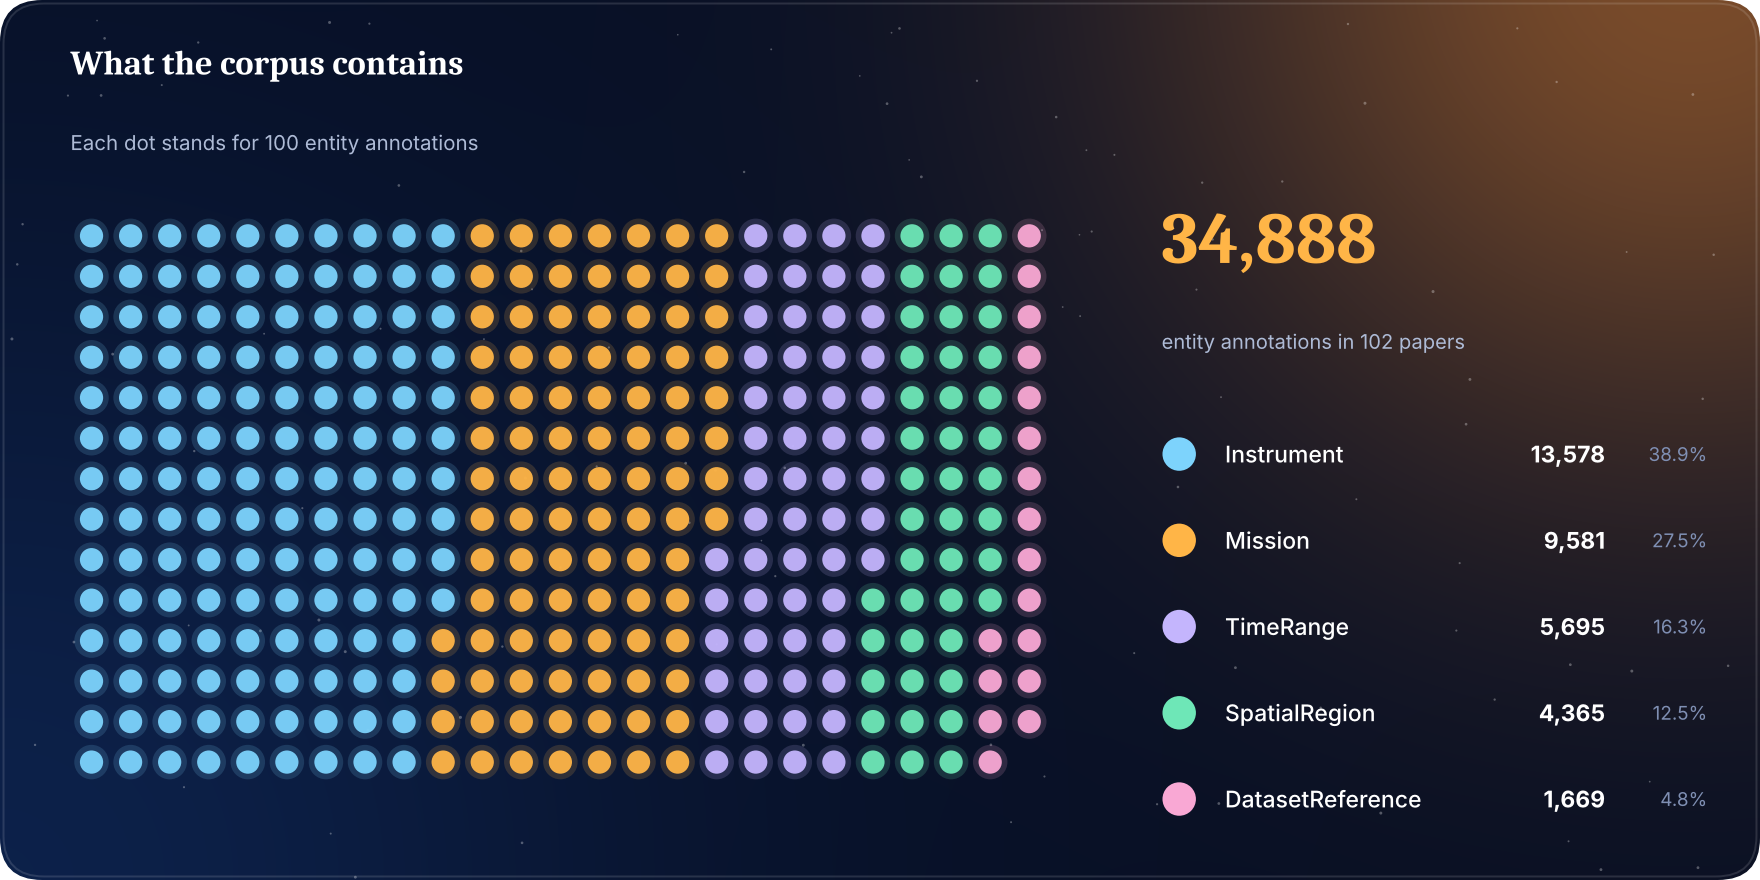 What the corpus contains
Each dot stands for 100 entity annotations
34,888
entity annotations in 102 papers
Instrument 13,578 38.9%
Mission 9,581 27.5%
TimeRange 5,695 16.3%
SpatialRegion 4,365 12.5%
DatasetReference 1,669 4.8%